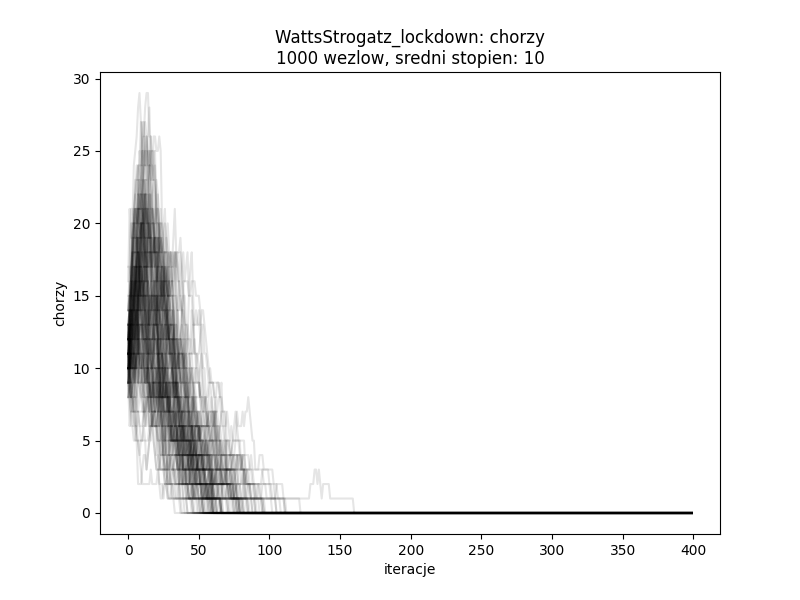 WattsStrogatz_lockdown: chorzy
1000 wezlow, sredni stopien: 10
30
25
20
15
10
5
0
chorzy
0 50 100 150 200 250 300 350 400
iteracje